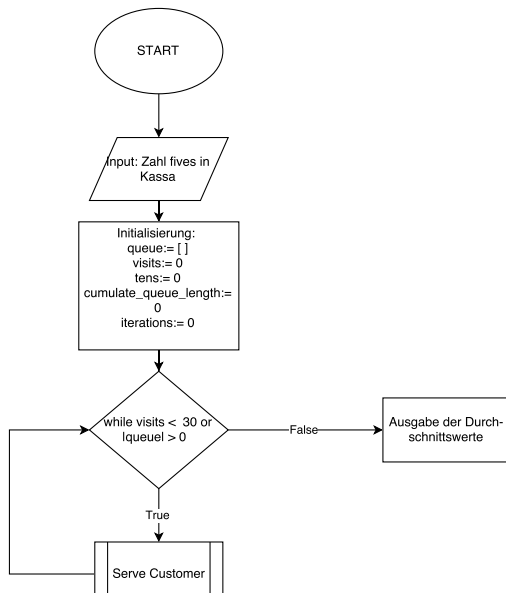 START
Input: Zahl fives in
Kassa
Initialisierung:
queue:= [ ]
visits:= 0
tens:= 0
cumulate_queue_length:=
0
iterations:= 0
while visits < 30 or
|queue| > 0
False
Ausgabe der Durch-
schnittswerte
True
Serve Customer